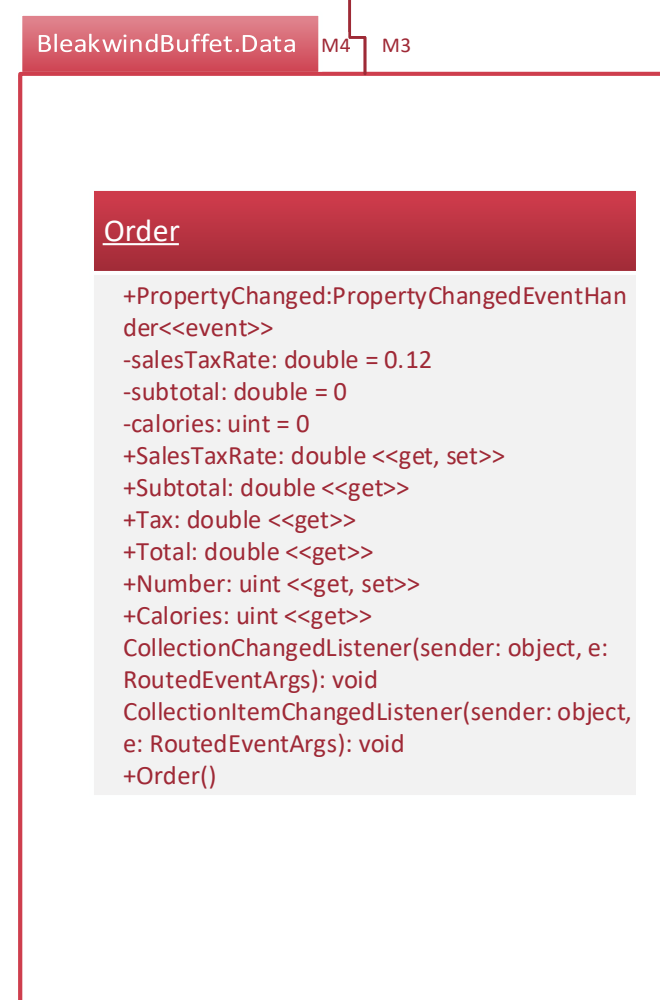 BleakwindBuffet.Data
M4
M3
Order
+PropertyChanged:PropertyChangedEventHan
der<<event>>
-salesTaxRate: double = 0.12
-subtotal: double = 0
-calories: uint = 0
+SalesTaxRate: double <<get, set>>
+Subtotal: double <<get>>
+Tax: double <<get>>
+Total: double <<get>>
+Number: uint <<get, set>>
+Calories: uint <<get>>
CollectionChangedListener(sender: object, e:
RoutedEventArgs): void
CollectionItemChangedListener(sender: object,
e: RoutedEventArgs): void
+Order()